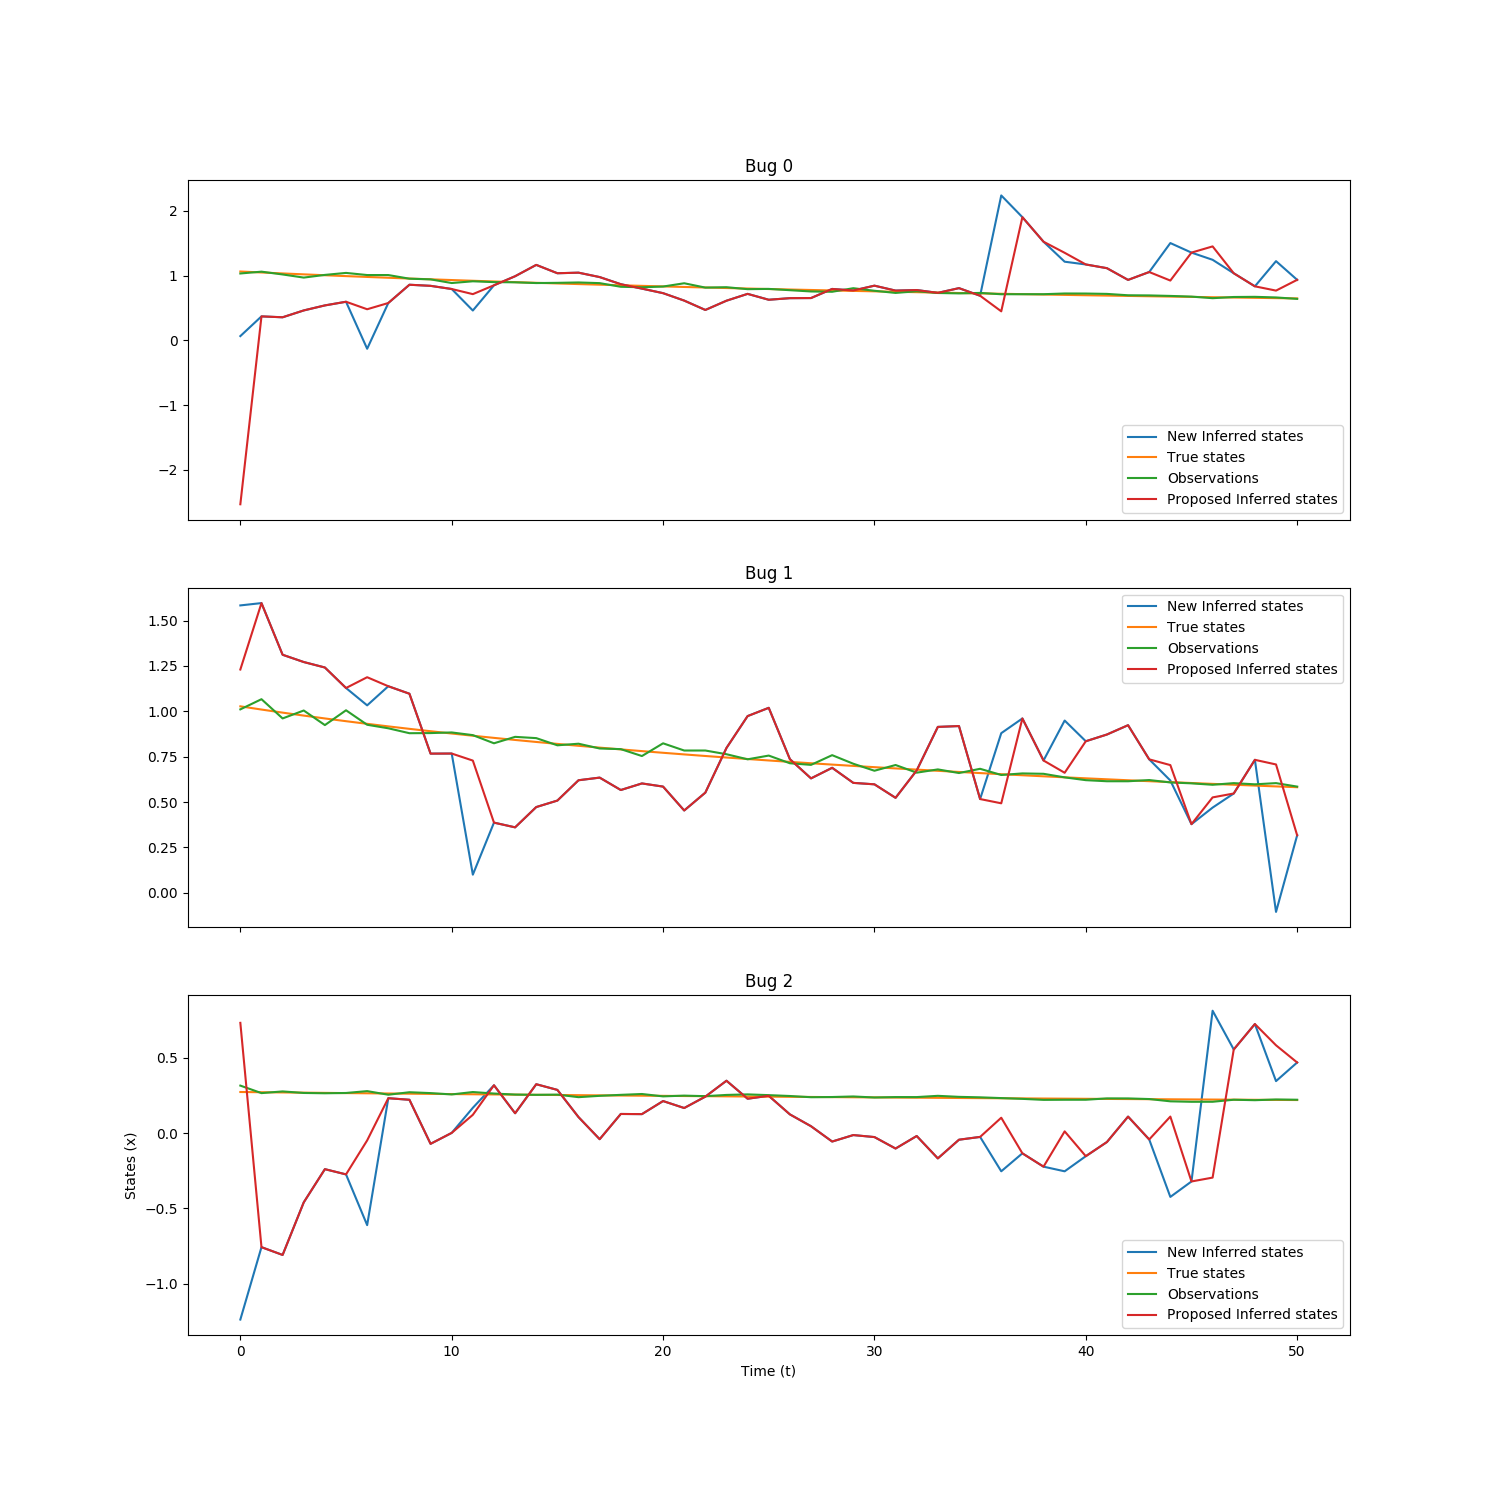 Bug 0
2
1
0
−1
−2
New Inferred states
True states
Observations
Proposed Inferred states
Bug 1
1.50
1.25
1.00
0.75
0.50
0.25
0.00
New Inferred states
True states
Observations
Proposed Inferred states
Bug 2
0.5
0.0
−0.5
−1.0
States (x)
New Inferred states
True states
Observations
Proposed Inferred states
0 10 20 30 40 50
Time (t)